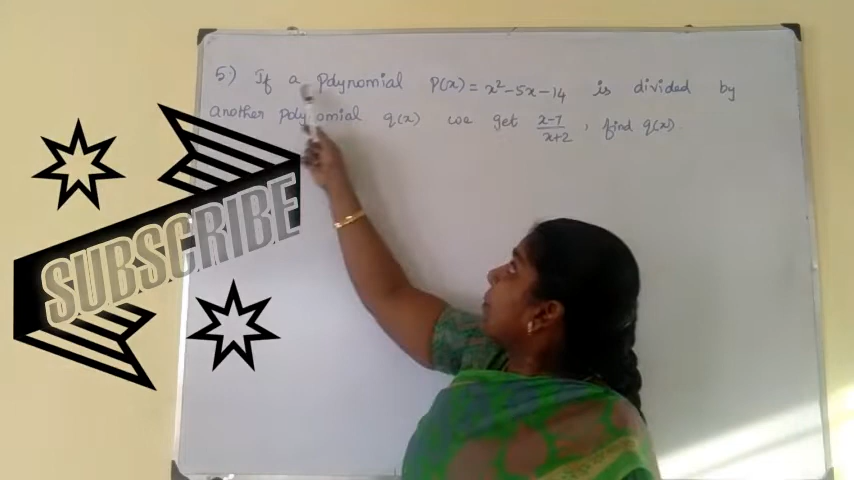 5:) If a polynomial P(x) = x² - 5x - 14 is divided by
another polynomial q(x) we get (x-7)/(x+2), find q(x).
SUBSCRIBE